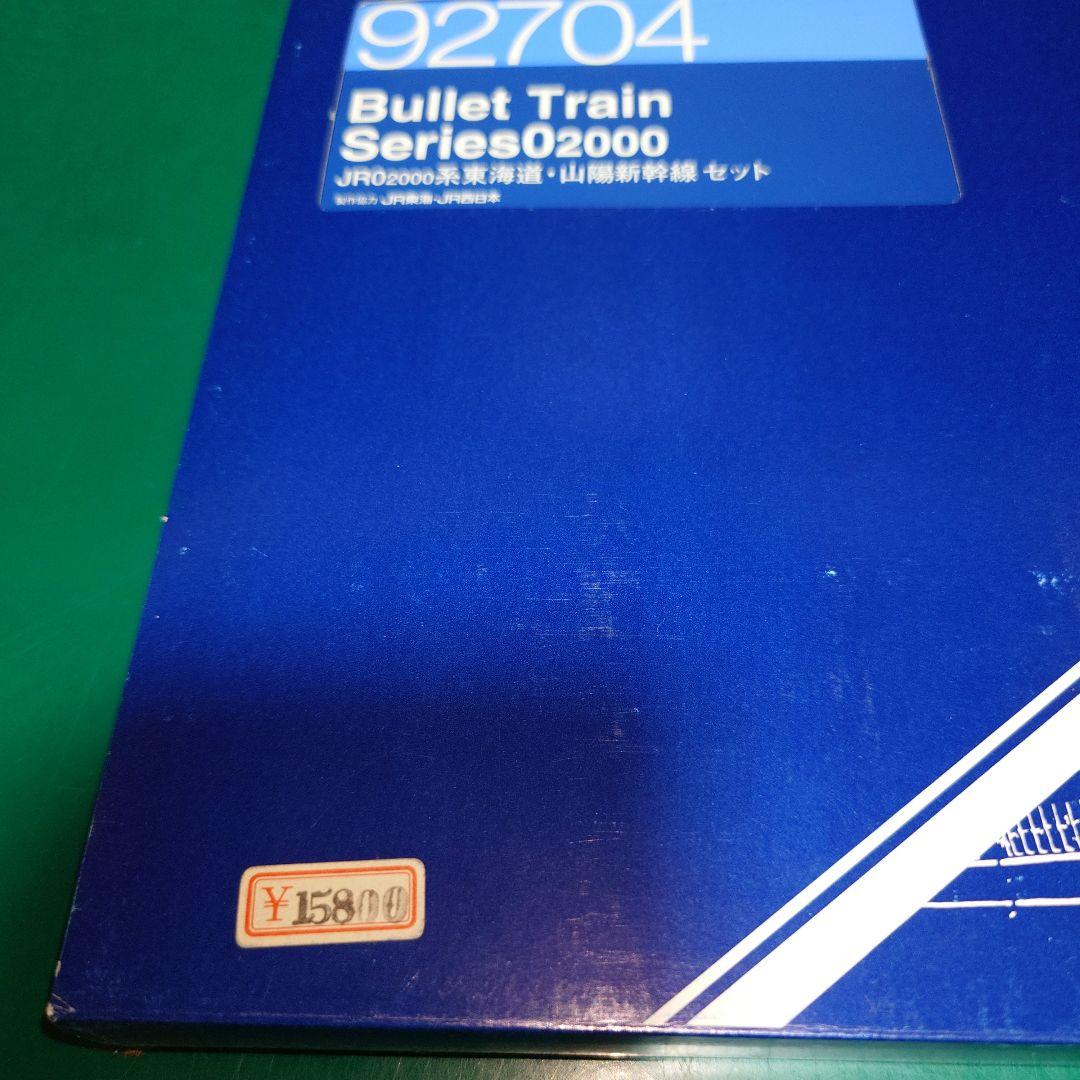 92704
Bullet Train
Series02000
JR02000系東海道・山陽新幹線 セット
製作協力 JR東海・JR西日本
¥15800